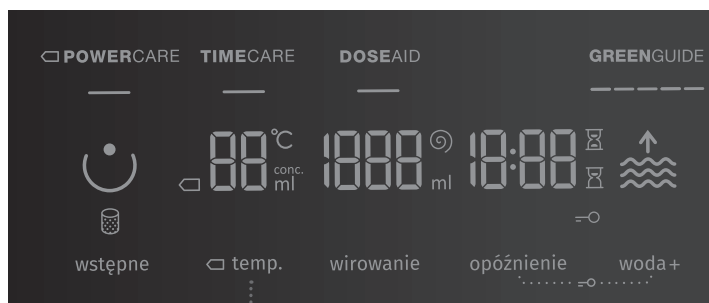 POWERCARE TIMECARE DOSEAID GREENGUIDE
88 °C 1888 18:88
conc.
ml ml
wstępne temp. wirowanie opóźnienie woda+